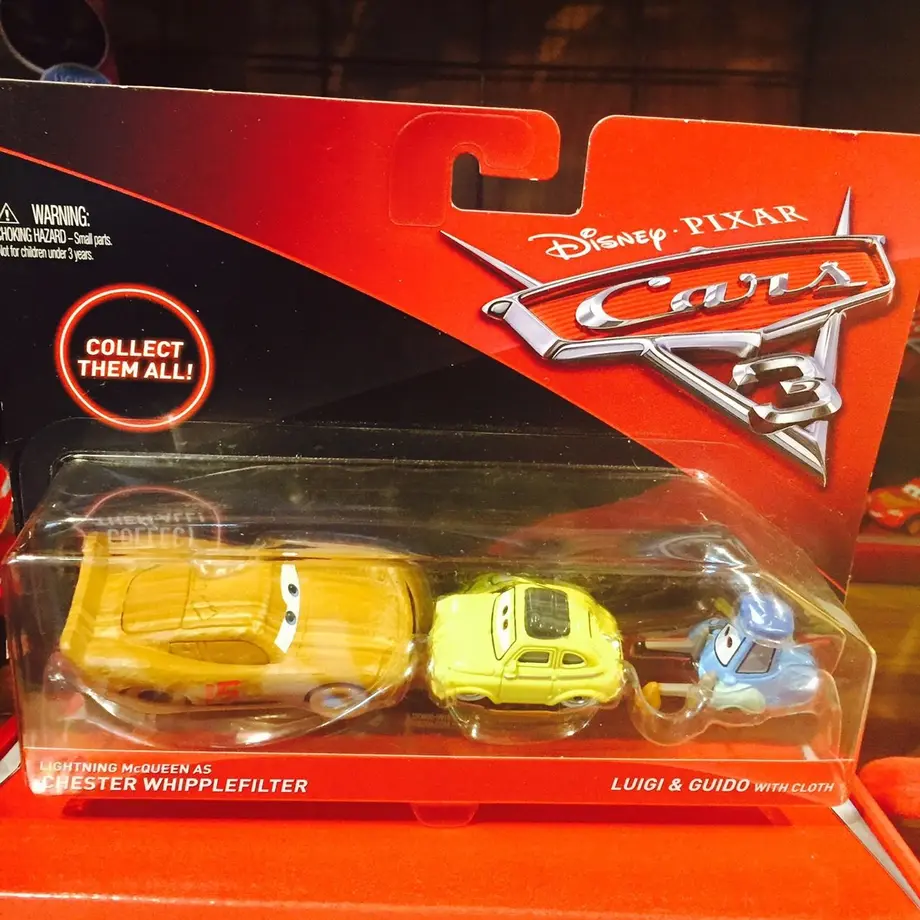 WARNING:
CHOKING HAZARD – Small parts.
Not for children under 3 years.
COLLECT
THEM ALL!
DISNEY · PIXAR
Cars
3
LIGHTNING McQUEEN AS
CHESTER WHIPPLEFILTER
LUIGI & GUIDO WITH CLOTH